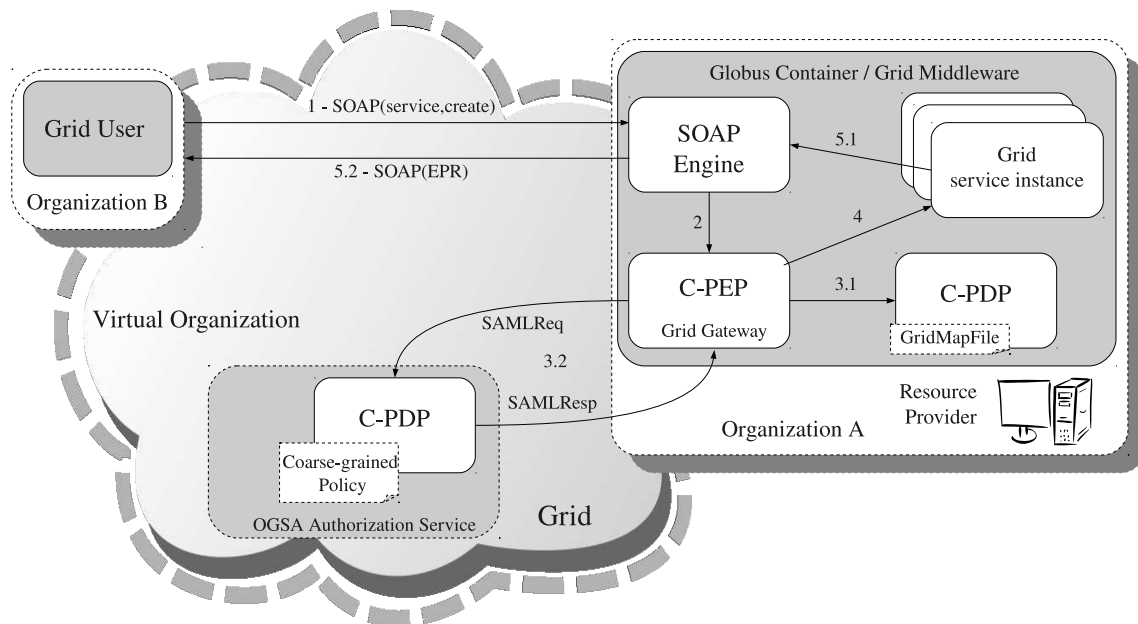 Globus Container / Grid Middleware
1 - SOAP(service,create)
Grid User
SOAP
Engine
5.1
Grid
service instance
5.2 - SOAP(EPR)
Organization B
2
4
C-PEP
Grid Gateway
3.1
C-PDP
GridMapFile
Virtual Organization
SAMLReq
3.2
SAMLResp
C-PDP
Coarse-grained
Policy
OGSA Authorization Service
Grid
Resource
Provider
Organization A